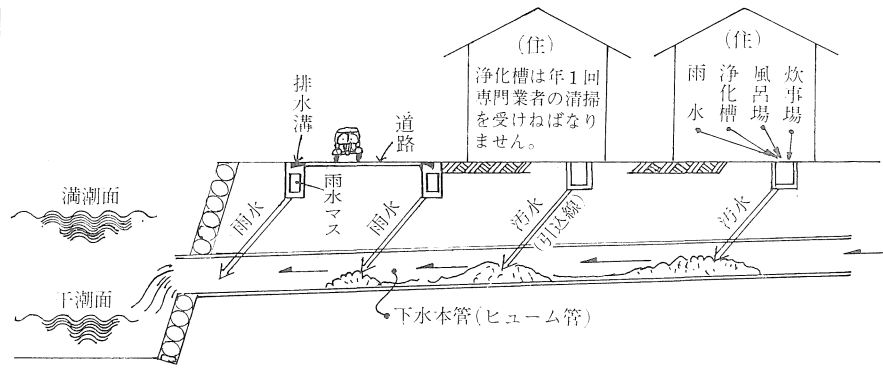 (住)
浄化槽は年1回
専門業者の清掃
を受けねばなり
ません。
(住)
雨水
浄化槽
風呂場
炊事場
排水溝
道路
雨水マス
満潮面
雨水
雨水
汚水
(引込線)
汚水
干潮面
下水本管(ヒューム管)